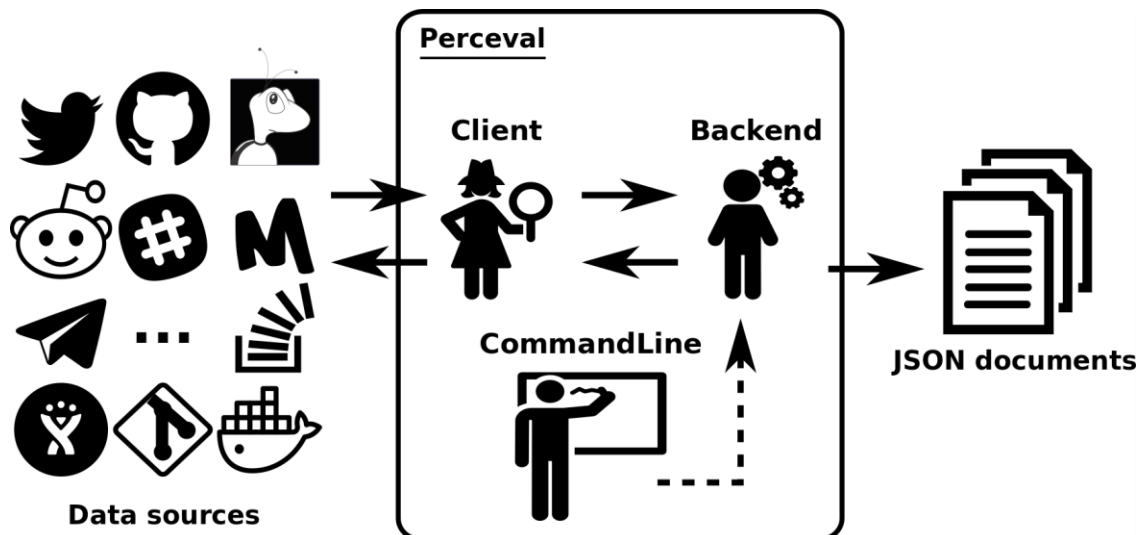 Perceval
Client
Backend
CommandLine
...
JSON documents
Data sources